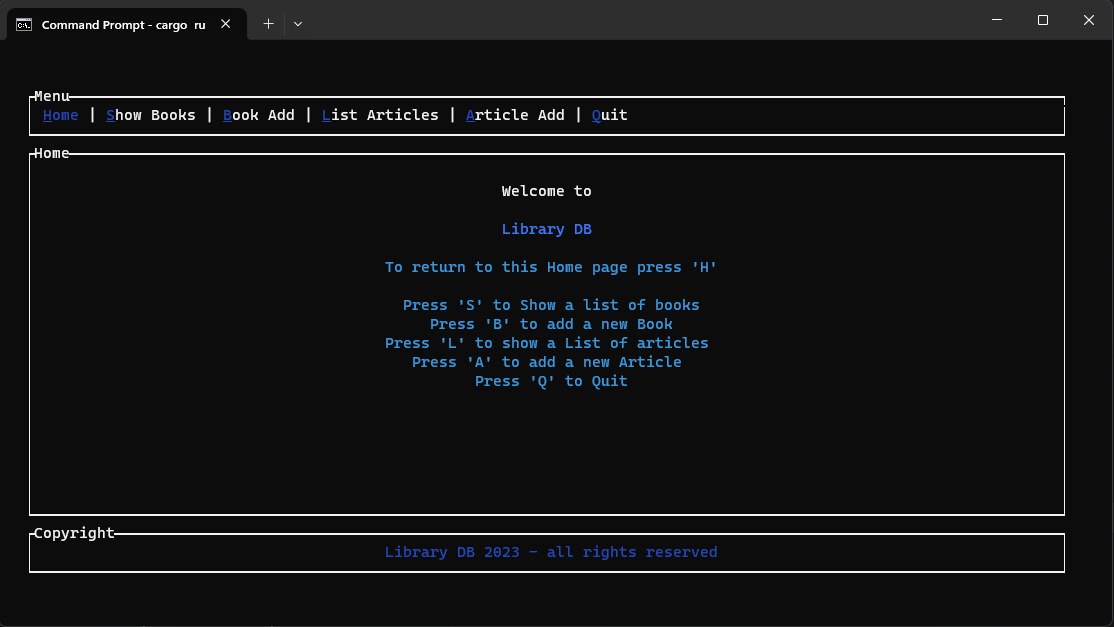 Command Prompt - cargo ru
Menu
Home | Show Books | Book Add | List Articles | Article Add | Quit
Home
Welcome to
Library DB
To return to this Home page press 'H'
Press 'S' to Show a list of books
Press 'B' to add a new Book
Press 'L' to show a List of articles
Press 'A' to add a new Article
Press 'Q' to Quit
Copyright
Library DB 2023 - all rights reserved